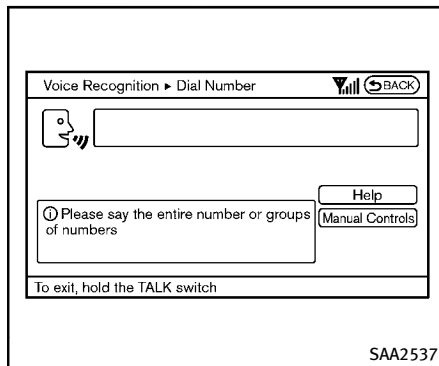 Voice Recognition ▸ Dial Number
BACK
Help
ⓘ Please say the entire number or groups
of numbers
Manual Controls
To exit, hold the TALK switch
SAA2537